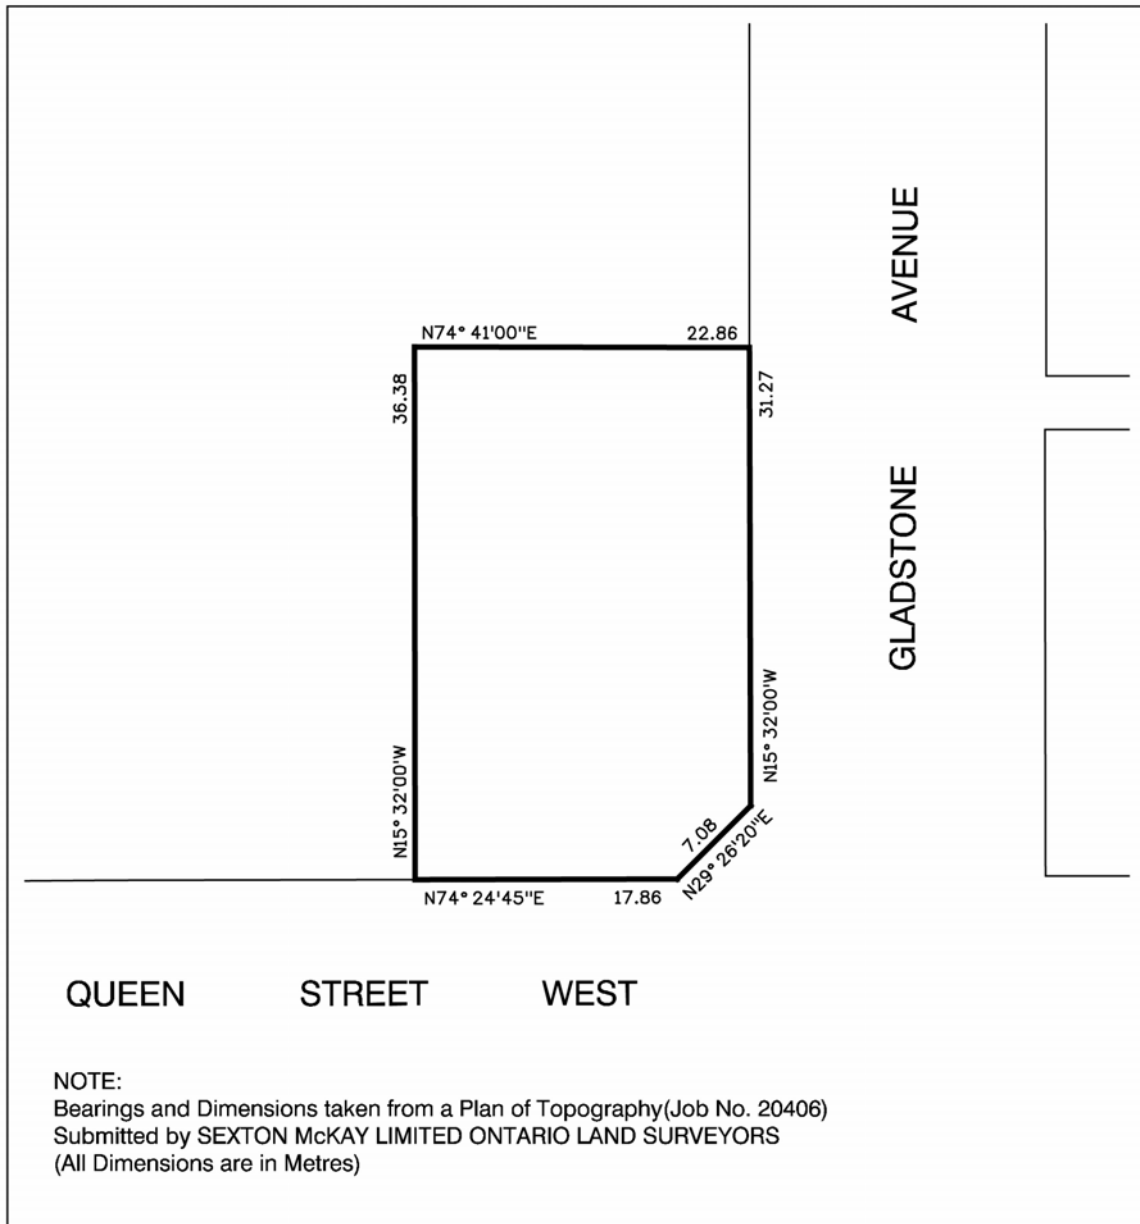 N74° 41'00"E 22.86
36.38
31.27
AVENUE
GLADSTONE
N15° 32'00'W
N15° 32'00'W
7.08
N29° 26'20"E
N74° 24'45"E 17.86
QUEEN STREET WEST
NOTE:
Bearings and Dimensions taken from a Plan of Topography(Job No. 20406)
Submitted by SEXTON McKAY LIMITED ONTARIO LAND SURVEYORS
(All Dimensions are in Metres)